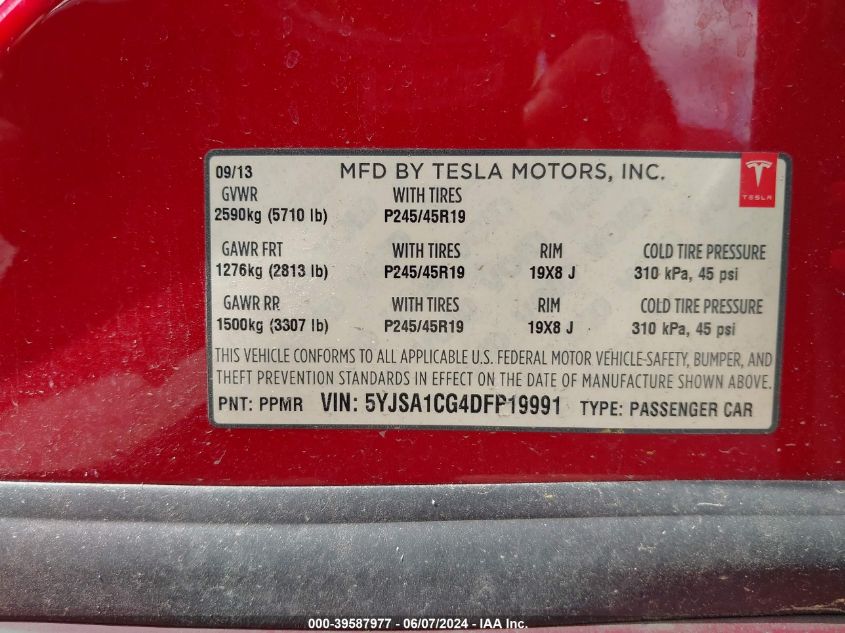 09/13 MFD BY TESLA MOTORS, INC.
TESLA
GVWR WITH TIRES
2590kg (5710 lb) P245/45R19
GAWR FRT WITH TIRES RIM COLD TIRE PRESSURE
1276kg (2813 lb) P245/45R19 19X8 J 310 kPa, 45 psi
GAWR RR WITH TIRES RIM COLD TIRE PRESSURE
1500kg (3307 lb) P245/45R19 19X8 J 310 kPa, 45 psi
THIS VEHICLE CONFORMS TO ALL APPLICABLE U.S. FEDERAL MOTOR VEHICLE-SAFETY, BUMPER, AND
THEFT PREVENTION STANDARDS IN EFFECT ON THE DATE OF MANUFACTURE SHOWN ABOVE.
PNT: PPMR VIN: 5YJSA1CG4DFP19991 TYPE: PASSENGER CAR
000-39587977 - 06/07/2024 - IAA Inc.